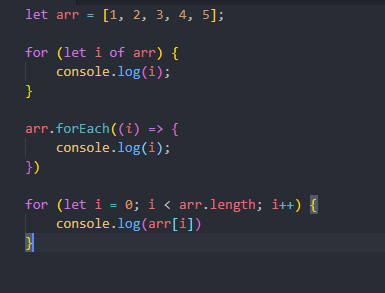 let arr = [1, 2, 3, 4, 5];
for (let i of arr) {
console.log(i);
}
arr.forEach((i) => {
console.log(i);
})
for (let i = 0; i < arr.length; i++) {
console.log(arr[i])
}